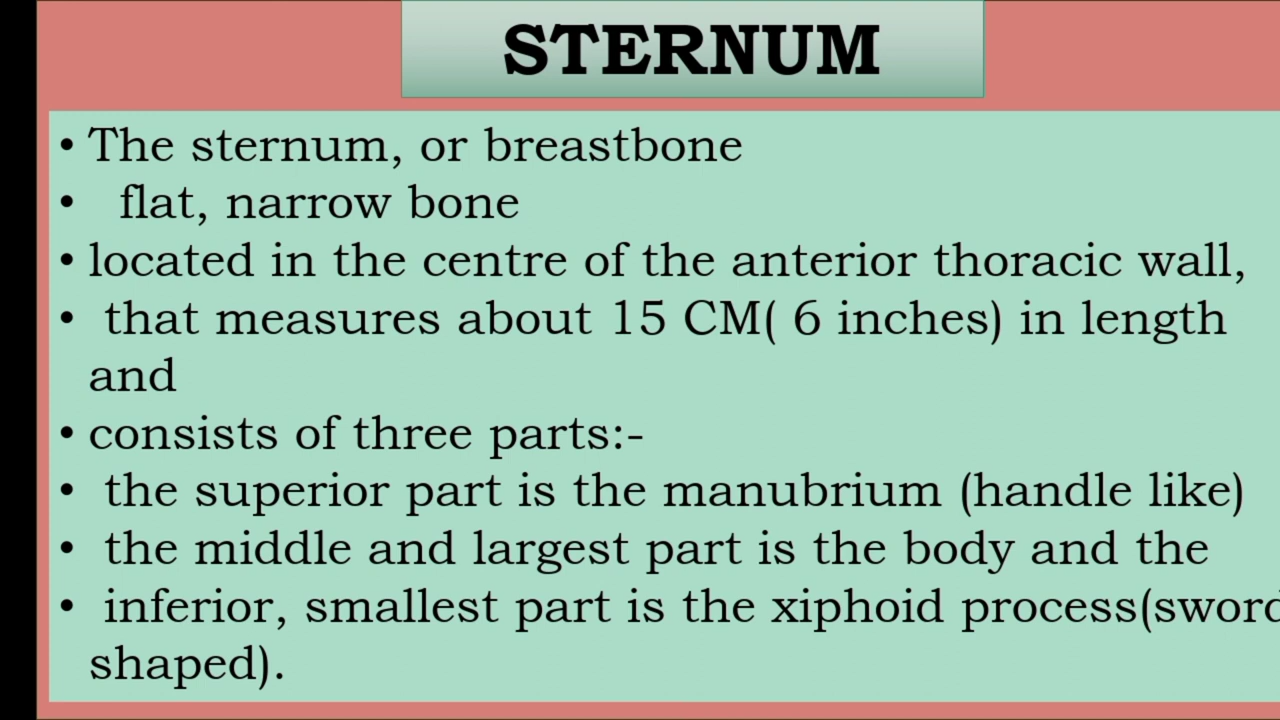 STERNUM
• The sternum, or breastbone
• flat, narrow bone
• located in the centre of the anterior thoracic wall,
• that measures about 15 CM( 6 inches) in length
and
• consists of three parts:-
• the superior part is the manubrium (handle like)
• the middle and largest part is the body and the
• inferior, smallest part is the xiphoid process(sword
shaped).